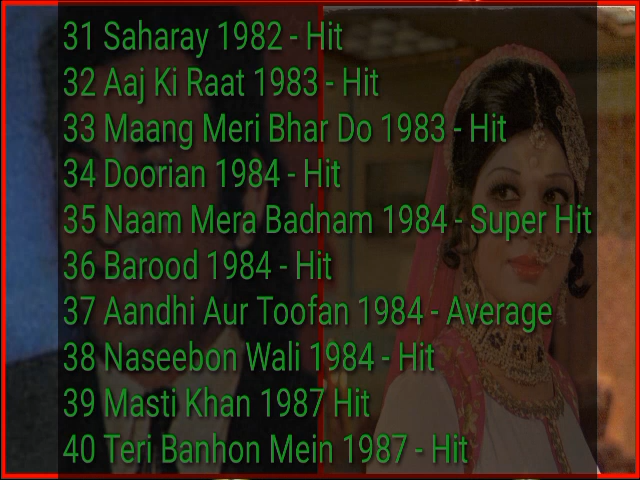 31 Saharay 1982 - Hit
32 Aaj Ki Raat 1983 - Hit
33 Maang Meri Bhar Do 1983 - Hit
34 Doorian 1984 - Hit
35 Naam Mera Badnam 1984 - Super Hit
36 Barood 1984 - Hit
37 Aandhi Aur Toofan 1984 - Average
38 Naseebon Wali 1984 - Hit
39 Masti Khan 1987 Hit
40 Teri Banhon Mein 1987 - Hit